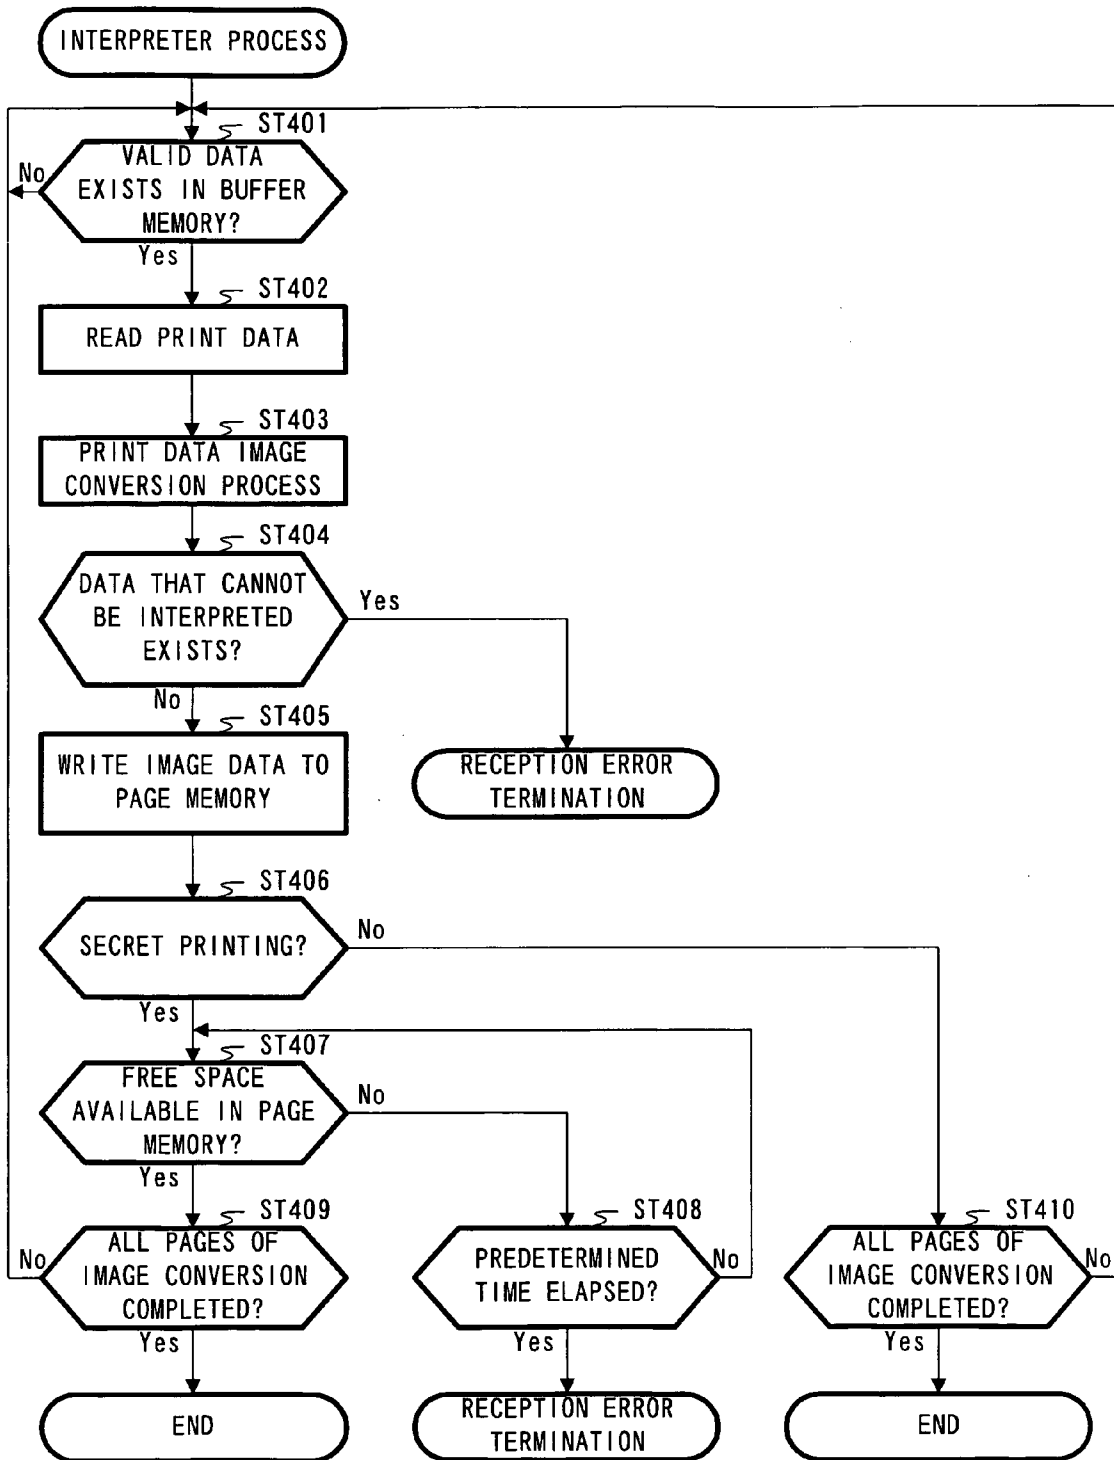 INTERPRETER PROCESS
ST401
VALID DATA
EXISTS IN BUFFER
MEMORY?
No
Yes
ST402
READ PRINT DATA
ST403
PRINT DATA IMAGE
CONVERSION PROCESS
ST404
DATA THAT CANNOT
BE INTERPRETED
EXISTS?
Yes
No
ST405
WRITE IMAGE DATA TO
PAGE MEMORY
RECEPTION ERROR
TERMINATION
ST406
SECRET PRINTING?
No
Yes
ST407
FREE SPACE
AVAILABLE IN PAGE
MEMORY?
No
Yes
ST409
ALL PAGES OF
IMAGE CONVERSION
COMPLETED?
No
Yes
ST408
PREDETERMINED
TIME ELAPSED?
No
Yes
ST410
ALL PAGES OF
IMAGE CONVERSION
COMPLETED?
No
Yes
END
RECEPTION ERROR
TERMINATION
END